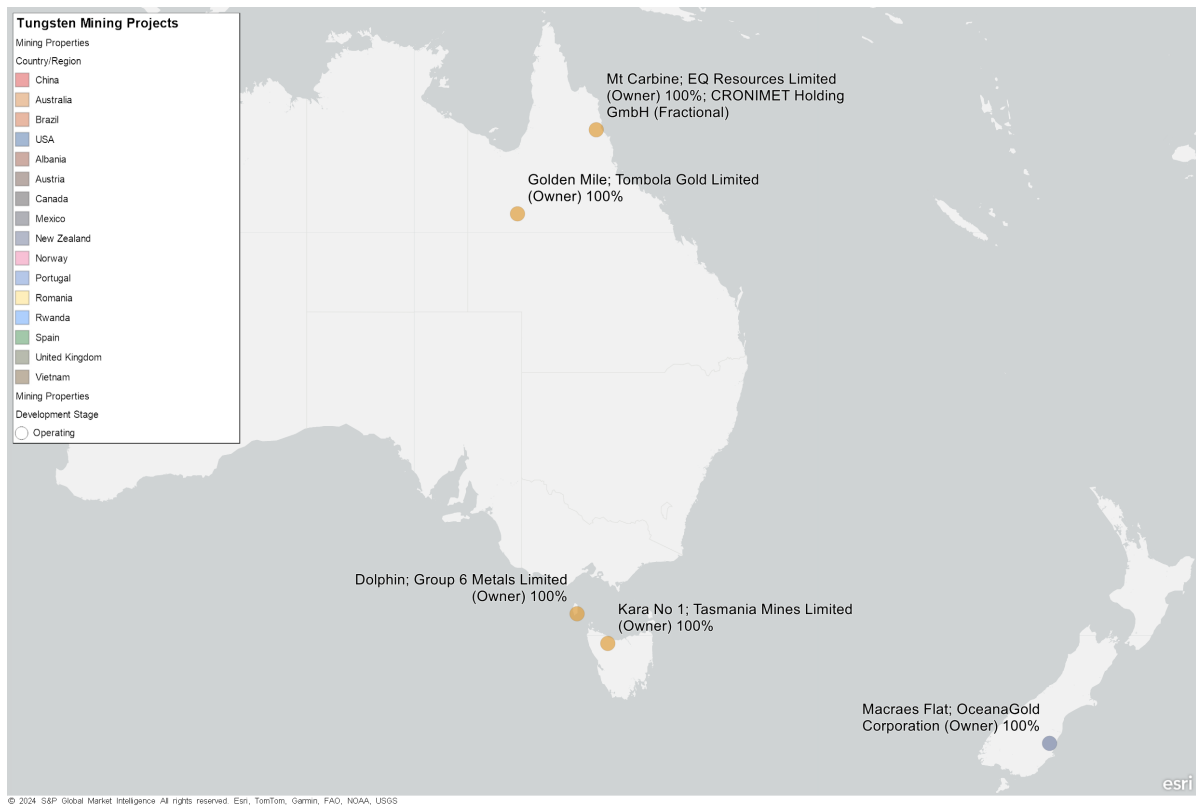 Tungsten Mining Projects
Mining Properties
Country/Region
China
Australia
Brazil
USA
Albania
Austria
Canada
Mexico
New Zealand
Norway
Portugal
Romania
Rwanda
Spain
United Kingdom
Vietnam
Mining Properties
Development Stage
Operating
Mt Carbine; EQ Resources Limited
(Owner) 100%; CRONIMET Holding
GmbH (Fractional)
Golden Mile; Tombola Gold Limited
(Owner) 100%
Dolphin; Group 6 Metals Limited
(Owner) 100%
Kara No 1; Tasmania Mines Limited
(Owner) 100%
Macraes Flat; OceanaGold
Corporation (Owner) 100%
esri
© 2024 S&P Global Market Intelligence All rights reserved. Esri, TomTom, Garmin, FAO, NOAA, USGS